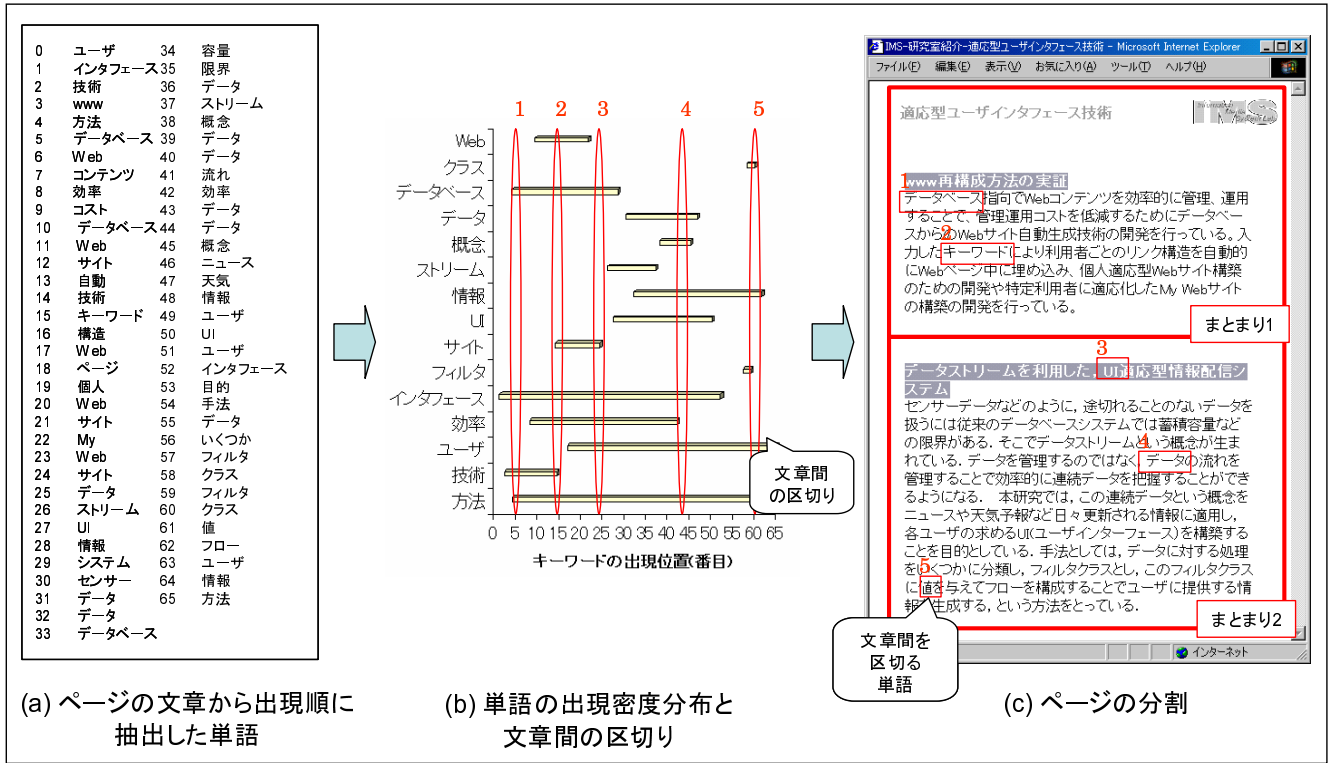 0 ユーザ 34 容量
1 インタフェース 35 限界
2 技術 36 データ
3 www 37 ストリーム
4 方法 38 概念
5 データベース 39 データ
6 Web 40 データ
7 コンテンツ 41 流れ
8 効率 42 効率
9 コスト 43 データ
10 データベース 44 データ
11 Web 45 概念
12 サイト 46 ニュース
13 自動 47 天気
14 技術 48 情報
15 キーワード 49 ユーザ
16 構造 50 UI
17 Web 51 ユーザ
18 ページ 52 インタフェース
19 個人 53 目的
20 Web 54 手法
21 サイト 55 データ
22 My 56 いくつか
23 Web 57 フィルタ
24 サイト 58 クラス
25 データ 59 フィルタ
26 ストリーム 60 クラス
27 UI 61 値
28 情報 62 フロー
29 システム 63 ユーザ
30 センサー 64 情報
31 データ 65 方法
32 データ
33 データベース
(a) ページの文章から出現順に
抽出した単語
1 2 3 4 5
Web
クラス
データベース
データ
概念
ストリーム
情報
UI
サイト
フィルタ
インタフェース
効率
ユーザ
技術
方法
文章間
の区切り
0 5 10 15 20 25 30 35 40 45 50 55 60 65
キーワードの出現位置(番目)
(b) 単語の出現密度分布と
文章間の区切り
IMS-研究室紹介-適応型ユーザインタフェース技術 - Microsoft Internet Explorer
ファイル(F) 編集(E) 表示(V) お気に入り(A) ツール(T) ヘルプ(H)
適応型ユーザインタフェース技術
IMS
www再構成方法の実証
1
データベース指向でWebコンテンツを効率的に管理、運用
することで、管理運用コストを低減するためにデータベー
スからのWebサイト自動生成技術の開発を行っている。入
2
力したキーワードにより利用者ごとのリンク構造を自動的
にWebページ中に埋め込み、個人適応型Webサイト構築
のための開発や特定利用者に適応化したMy Webサイト
の構築の開発を行っている。
まとまり1
3
データストリームを利用した，UI適応型情報配信シ
ステム
センサーデータなどのように，途切れることのないデータを
扱うには従来のデータベースシステムでは蓄積容量など
の限界がある．そこでデータストリームという概念が生ま
4
れている．データを管理するのではなく，データの流れを
管理することで効率的に連続データを把握することができ
るようになる． 本研究では，この連続データという概念を
ニュースや天気予報など日々更新される情報に適用し，
各ユーザの求めるUI(ユーザインターフェース)を構築する
ことを目的としている．手法としては，データに対する処理
をいくつかに分類し，フィルタクラスとし，このフィルタクラス
5
に値を与えてフローを構成することでユーザに提供する情
報を生成する，という方法をとっている．
まとまり2
文章間を
区切る
単語
インターネット
(c) ページの分割